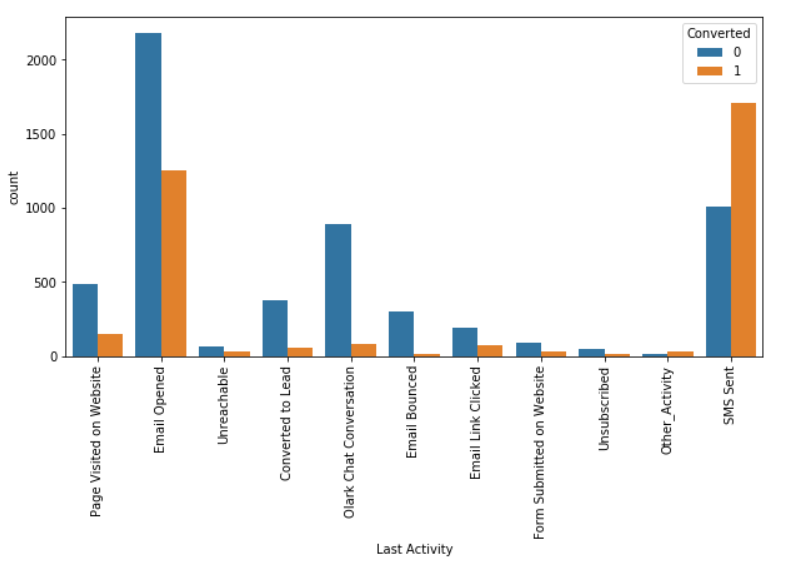 Converted
0
1
2000
1500
1000
500
0
count
Page Visited on Website
Email Opened
Unreachable
Converted to Lead
Olark Chat Conversation
Email Bounced
Email Link Clicked
Form Submitted on Website
Unsubscribed
Other_Activity
SMS Sent
Last Activity